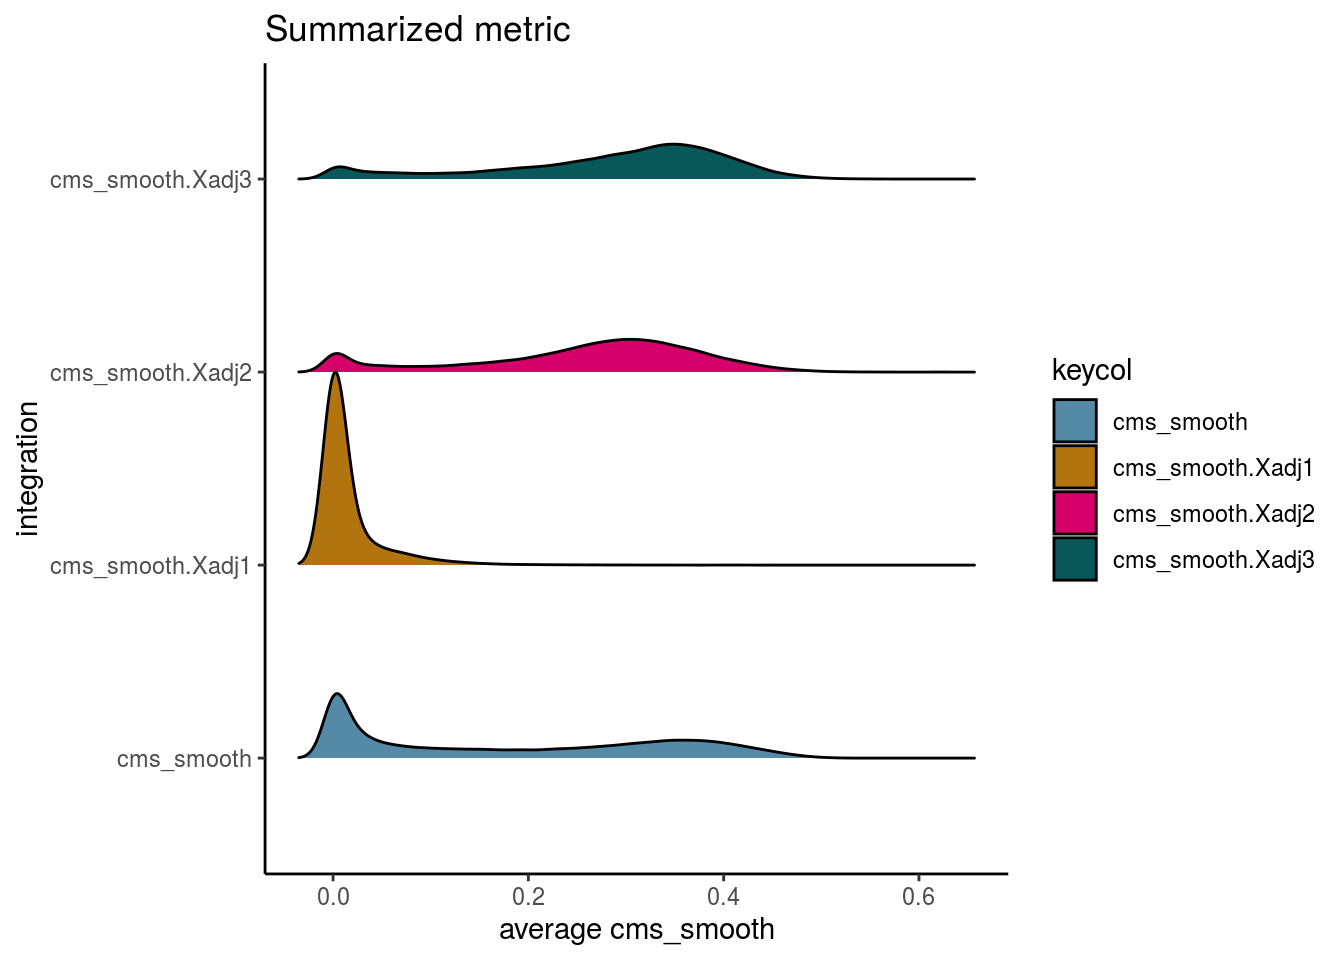 Summarized metric
cms_smooth.Xadj3
cms_smooth.Xadj2
cms_smooth.Xadj1
cms_smooth
integration
0.0 0.2 0.4 0.6
average cms_smooth
keycol
cms_smooth
cms_smooth.Xadj1
cms_smooth.Xadj2
cms_smooth.Xadj3